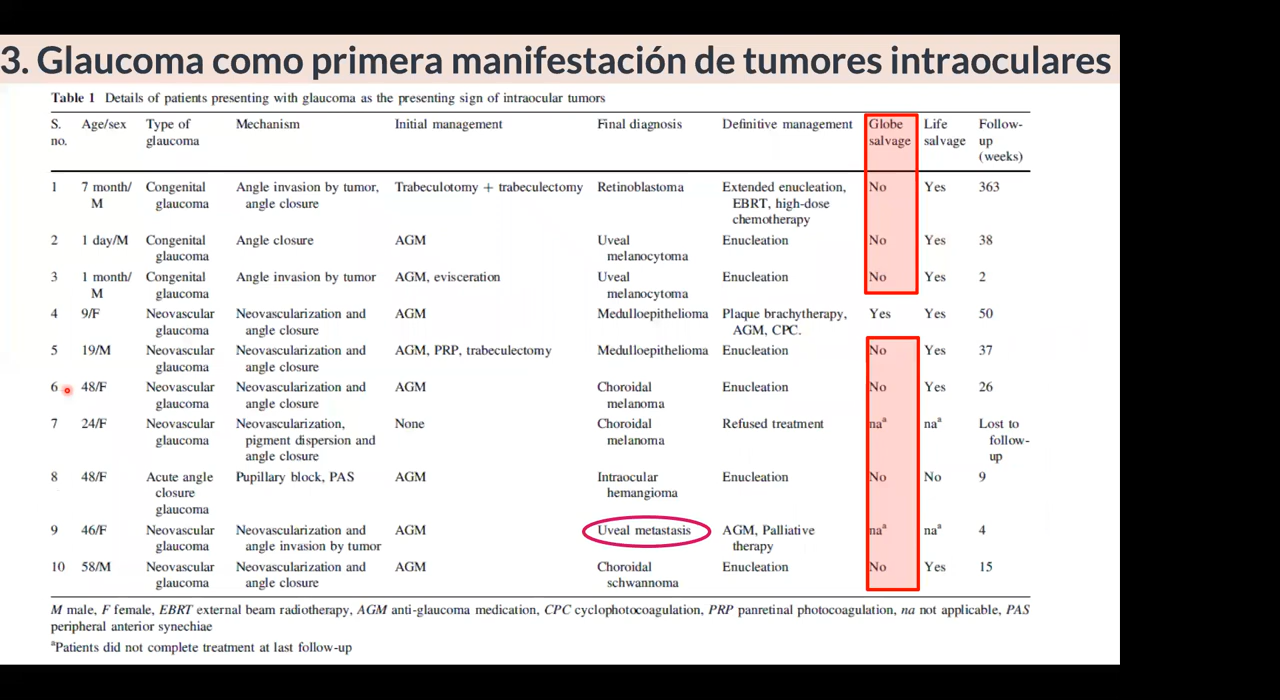 3. Glaucoma como primera manifestación de tumores intraoculares
Table 1 Details of patients presenting with glaucoma as the presenting sign of intraocular tumors
S. no. Age/sex Type of glaucoma Mechanism Initial management Final diagnosis Definitive management Globe salvage Life salvage Follow-up (weeks)
1 7 month/M Congenital glaucoma Angle invasion by tumor, angle closure Trabeculotomy + trabeculectomy Retinoblastoma Extended enucleation, EBRT, high-dose chemotherapy No Yes 363
2 1 day/M Congenital glaucoma Angle closure AGM Uveal melanocytoma Enucleation No Yes 38
3 1 month/M Congenital glaucoma Angle invasion by tumor AGM, evisceration Uveal melanocytoma Enucleation No Yes 2
4 9/F Neovascular glaucoma Neovascularization and angle closure AGM Medulloepithelioma Plaque brachytherapy, AGM, CPC. Yes Yes 50
5 19/M Neovascular glaucoma Neovascularization and angle closure AGM, PRP, trabeculectomy Medulloepithelioma Enucleation No Yes 37
6 48/F Neovascular glaucoma Neovascularization and angle closure AGM Choroidal melanoma Enucleation No Yes 26
7 24/F Neovascular glaucoma Neovascularization, pigment dispersion and angle closure None Choroidal melanoma Refused treatment naª naª Lost to follow-up
8 48/F Acute angle closure glaucoma Pupillary block, PAS AGM Intraocular hemangioma Enucleation No No 9
9 46/F Neovascular glaucoma Neovascularization and angle invasion by tumor AGM Uveal metastasis AGM, Palliative therapy naª naª 4
10 58/M Neovascular glaucoma Neovascularization and angle closure AGM Choroidal schwannoma Enucleation No Yes 15
M male, F female, EBRT external beam radiotherapy, AGM anti-glaucoma medication, CPC cyclophotocoagulation, PRP panretinal photocoagulation, na not applicable, PAS
peripheral anterior synechiae
ªPatients did not complete treatment at last follow-up